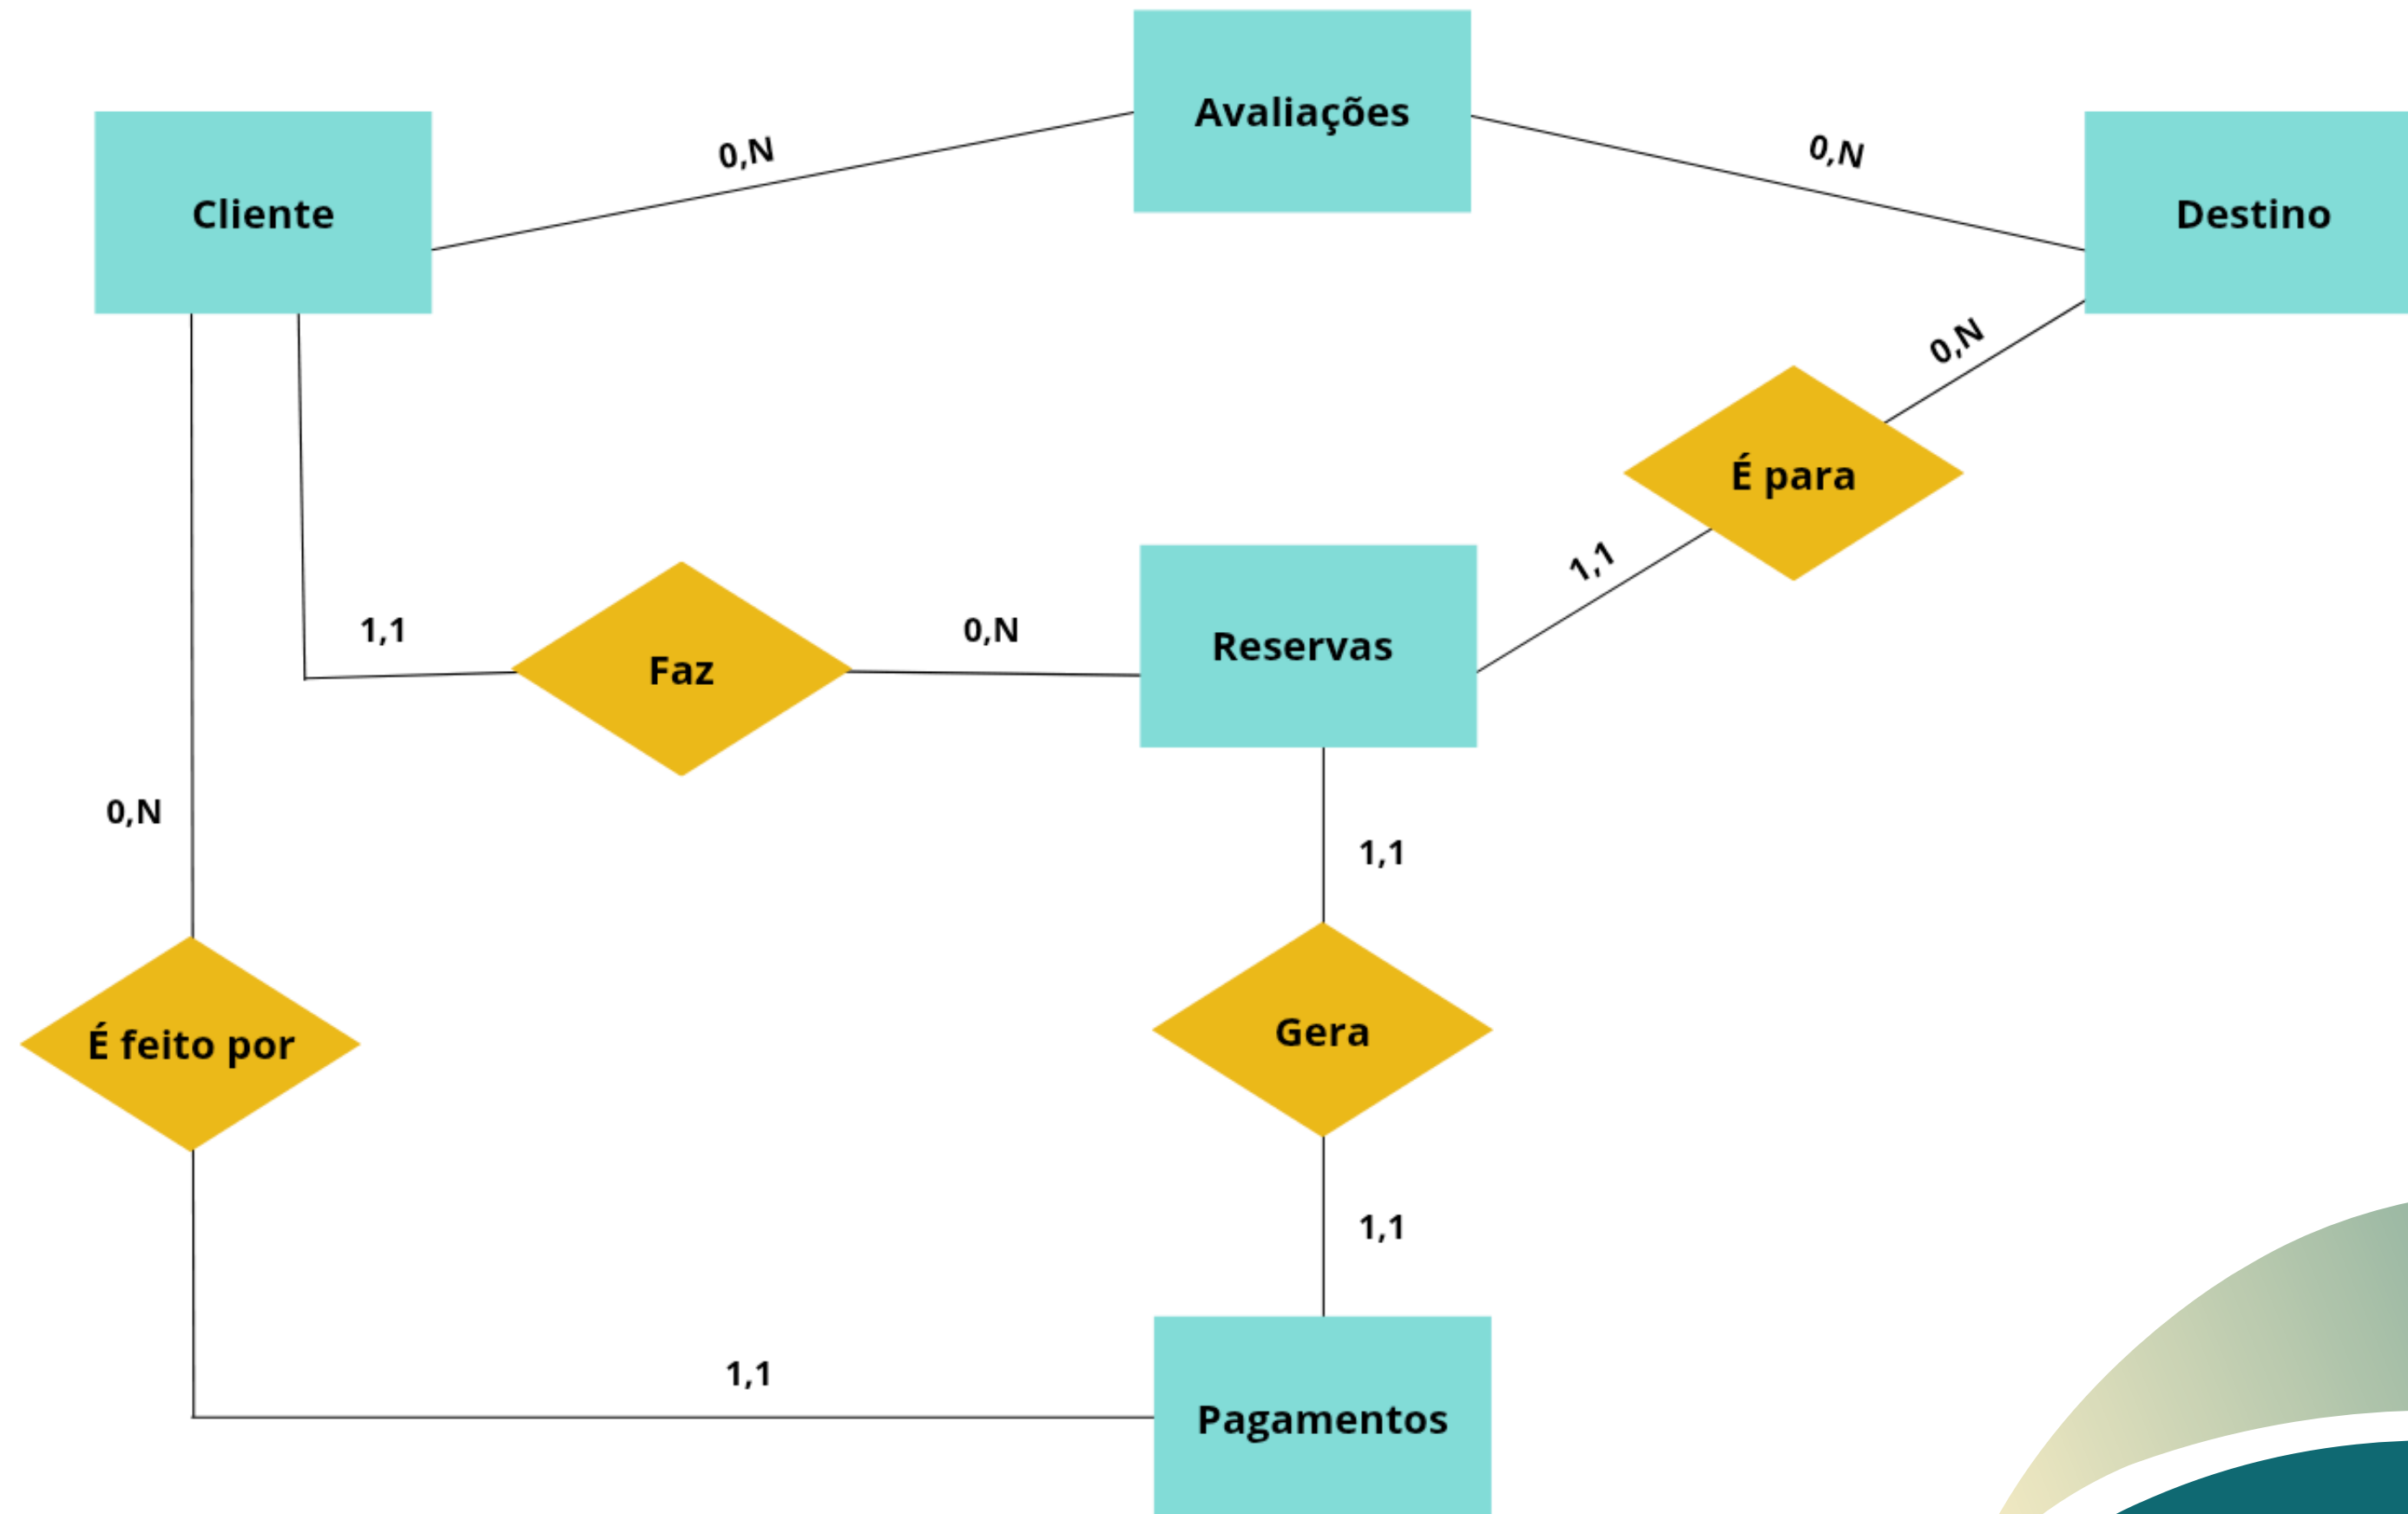 Avaliações
0,N
0,N
Cliente
Destino
0,N
É para
1,1
1,1
Faz
0,N
Reservas
0,N
1,1
É feito por
Gera
1,1
1,1
Pagamentos